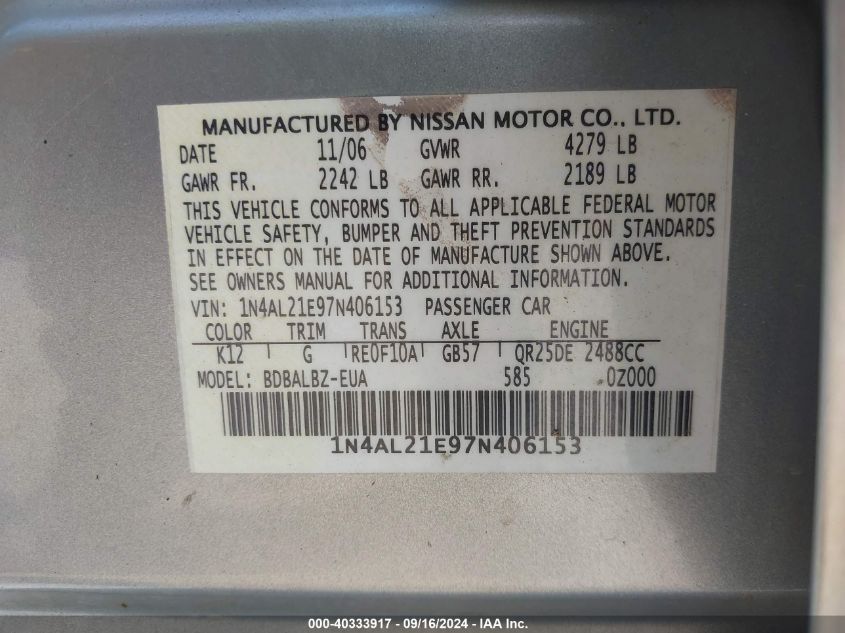 MANUFACTURED BY NISSAN MOTOR CO., LTD.
DATE 11/06 GVWR 4279 LB
GAWR FR. 2242 LB GAWR RR. 2189 LB
THIS VEHICLE CONFORMS TO ALL APPLICABLE FEDERAL MOTOR
VEHICLE SAFETY, BUMPER AND THEFT PREVENTION STANDARDS
IN EFFECT ON THE DATE OF MANUFACTURE SHOWN ABOVE.
SEE OWNERS MANUAL FOR ADDITIONAL INFORMATION.
VIN: 1N4AL21E97N406153 PASSENGER CAR
COLOR TRIM TRANS AXLE ENGINE
K12 G RE0F10A GB57 QR25DE 2488CC
MODEL: BDBALBZ-EUA 585 0Z000
1N4AL21E97N406153
000-40333917 - 09/16/2024 - IAA Inc.